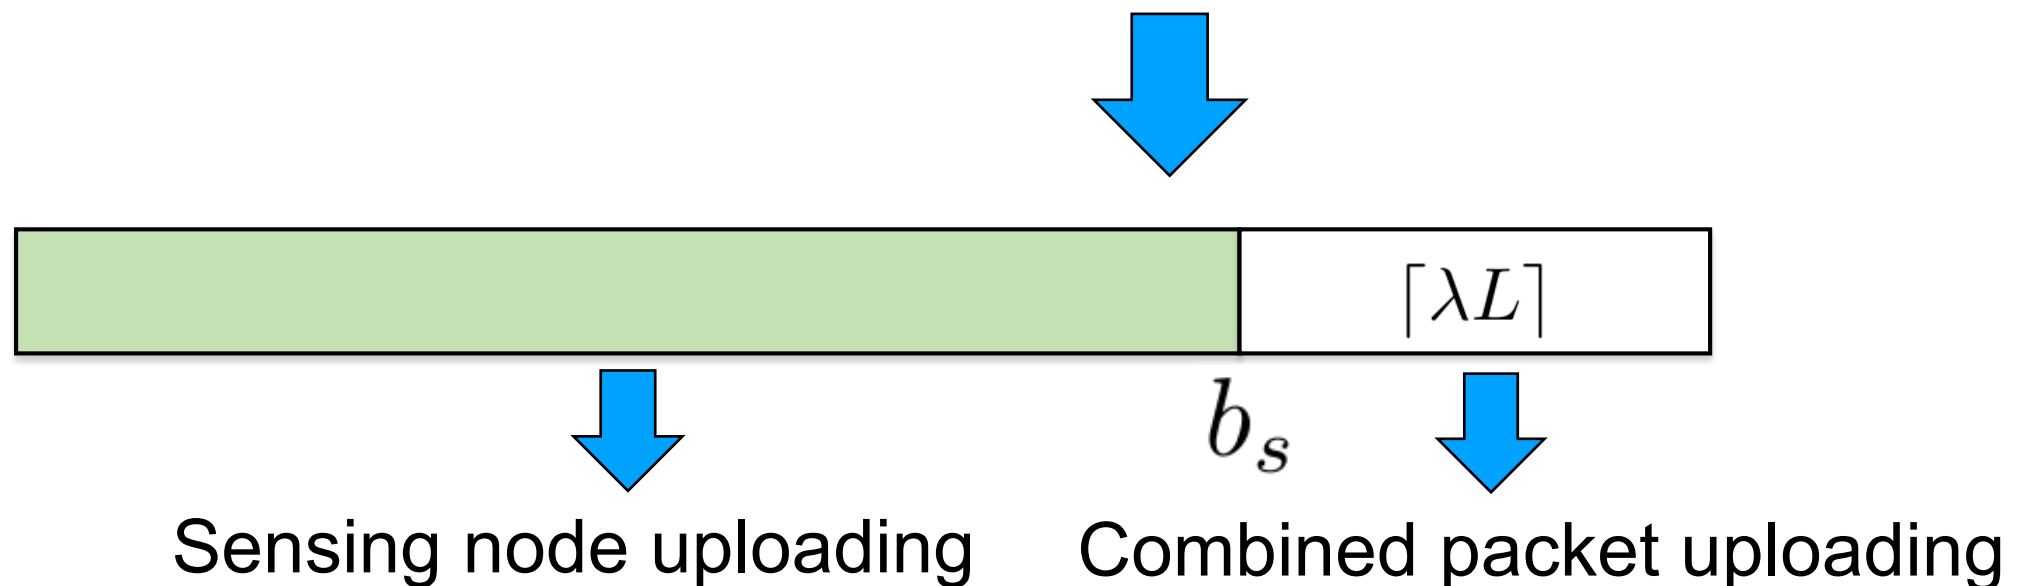 ⌈λL⌉
b_s
Sensing node uploading
Combined packet uploading